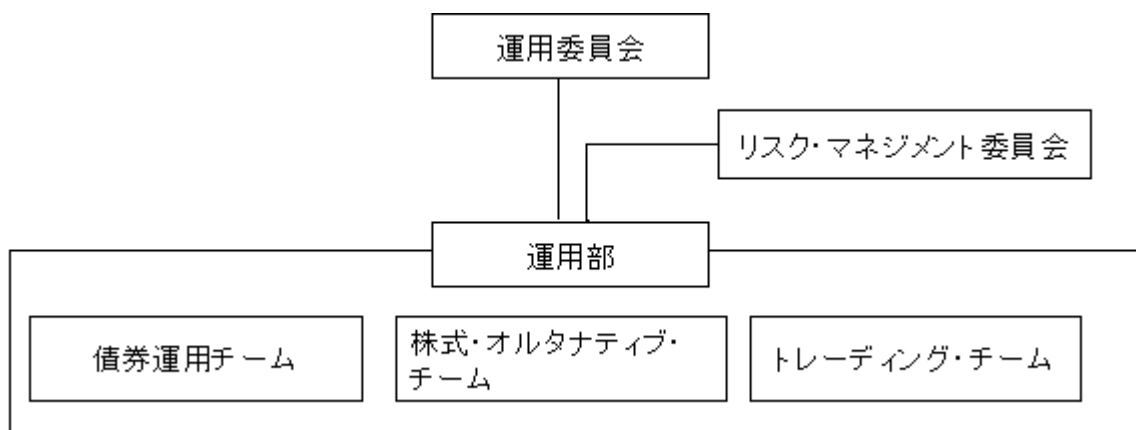 運用委員会
リスク・マネジメント委員会
運用部
債券運用チーム
株式・オルタナティブ・
チーム
トレーディング・チーム